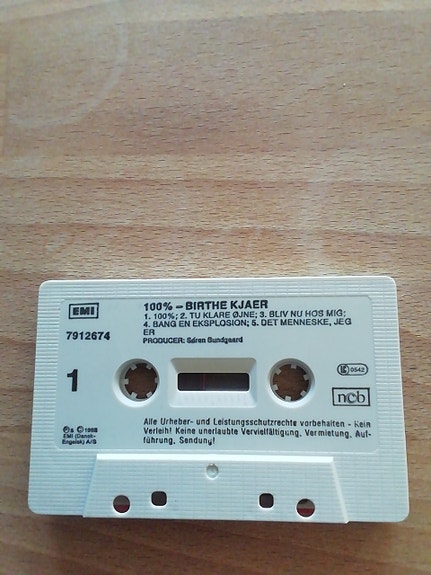 EMI
7912674
1
100% – BIRTHE KJAER
1. 100%; 2. TU KLARE ØJNE; 3. BLIV NU HOS MIG;
4. BANG EN EKSPLOSION; 5. DET MENNESKE, JEG
ER
PRODUCER: Søren Bundgaard
LC 0542
ncb
℗ & © 1988
EMI (Dansk-
Engelsk) A/S
Alle Urheber- und Leistungsschutzrechte vorbehalten - Kein
Verleih! Keine unerlaubte Vervielfältigung, Vermietung, Auf-
führung, Sendung!